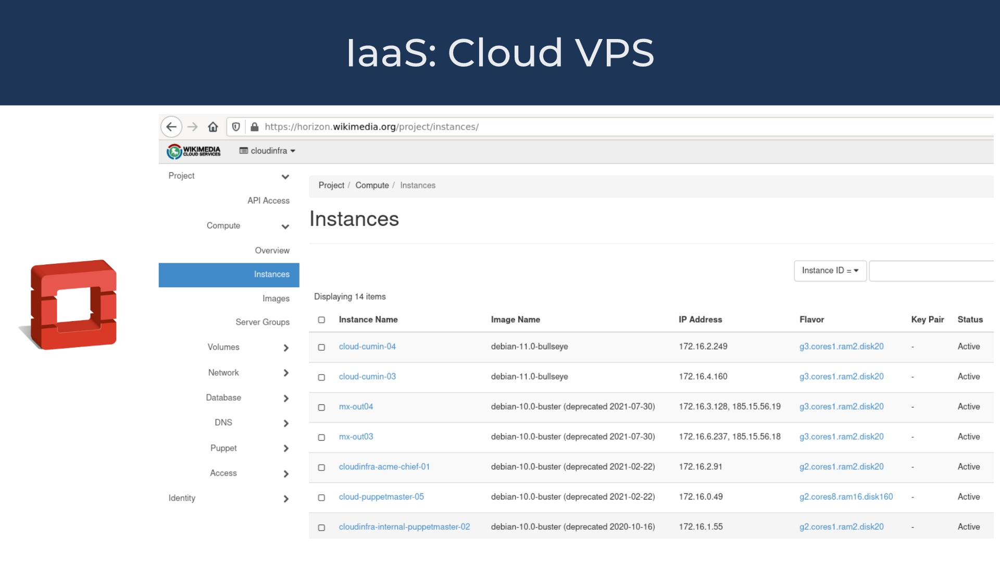 IaaS: Cloud VPS
https://horizon.wikimedia.org/project/instances/
WIKIMEDIA
CLOUD SERVICES
cloudinfra
Project
API Access
Compute
Overview
Instances
Images
Server Groups
Volumes
Network
Database
DNS
Puppet
Access
Identity
Project / Compute / Instances
Instances
Instance ID =
Displaying 14 items
Instance Name Image Name IP Address Flavor Key Pair Status
cloud-cumin-04 debian-11.0-bullseye 172.16.2.249 g3.cores1.ram2.disk20 - Active
cloud-cumin-03 debian-11.0-bullseye 172.16.4.160 g3.cores1.ram2.disk20 - Active
mx-out04 debian-10.0-buster (deprecated 2021-07-30) 172.16.3.128, 185.15.56.19 g3.cores1.ram2.disk20 - Active
mx-out03 debian-10.0-buster (deprecated 2021-07-30) 172.16.6.237, 185.15.56.18 g3.cores1.ram2.disk20 - Active
cloudinfra-acme-chief-01 debian-10.0-buster (deprecated 2021-02-22) 172.16.2.91 g2.cores1.ram2.disk20 - Active
cloud-puppetmaster-05 debian-10.0-buster (deprecated 2021-02-22) 172.16.0.49 g2.cores8.ram16.disk160 - Active
cloudinfra-internal-puppetmaster-02 debian-10.0-buster (deprecated 2020-10-16) 172.16.1.55 g2.cores1.ram2.disk20 - Active